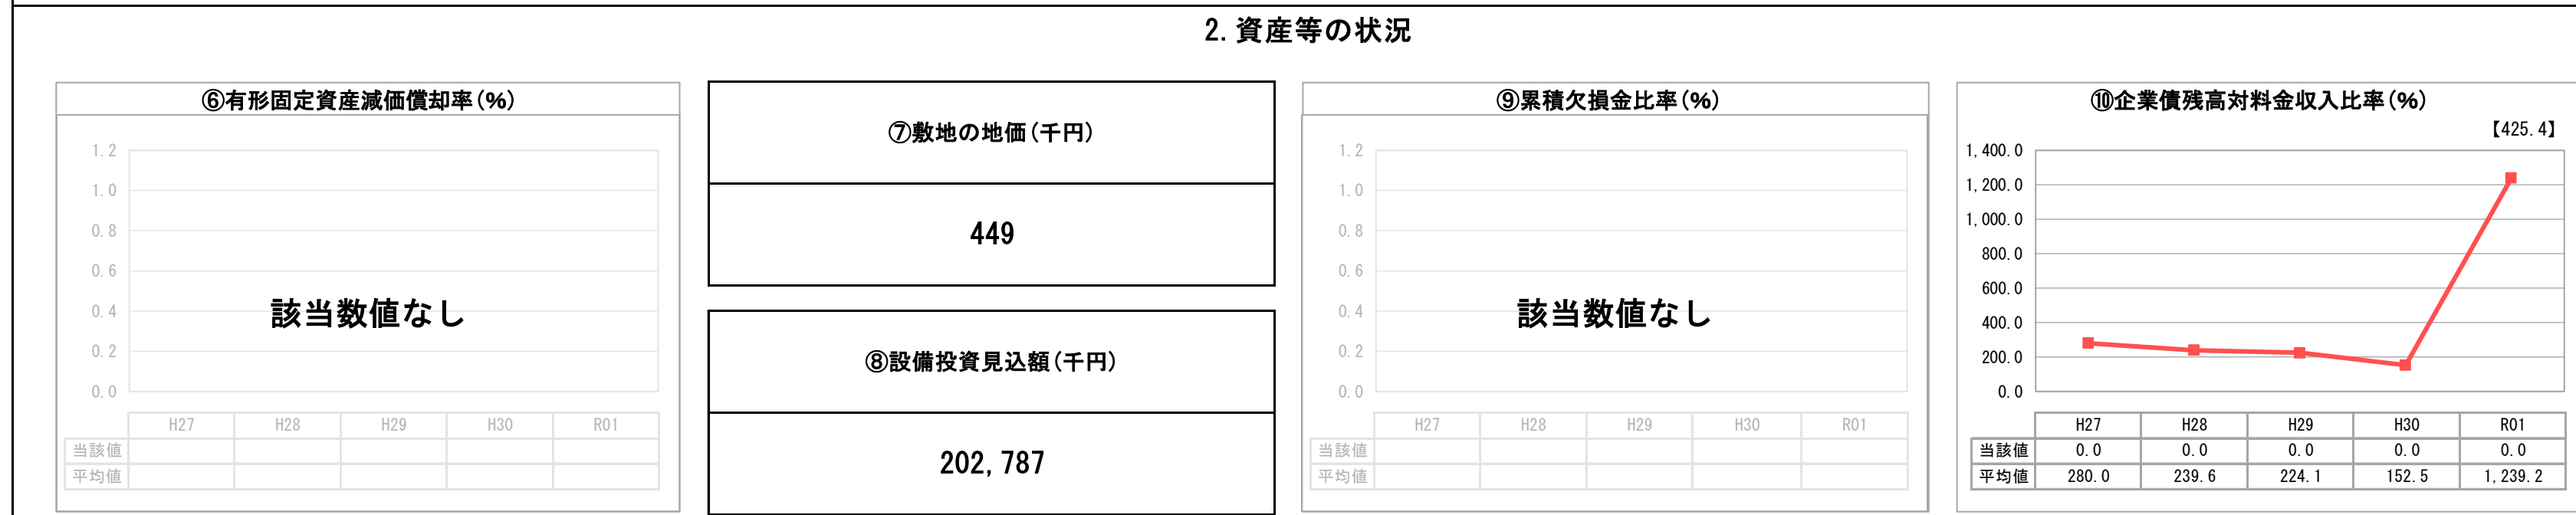 2. 資産等の状況
⑥有形固定資産減価償却率(%)
1.2
1.0
0.8
0.6
0.4
0.2
0.0
該当数値なし
H27 H28 H29 H30 R01
当該値
平均値
⑦敷地の地価(千円)
449
⑧設備投資見込額(千円)
202,787
⑨累積欠損金比率(%)
1.2
1.0
0.8
0.6
0.4
0.2
0.0
該当数値なし
H27 H28 H29 H30 R01
当該値
平均値
⑩企業債残高対料金収入比率(%)
【425.4】
1,400.0
1,200.0
1,000.0
800.0
600.0
400.0
200.0
0.0
H27 H28 H29 H30 R01
当該値 0.0 0.0 0.0 0.0 0.0
平均値 280.0 239.6 224.1 152.5 1,239.2